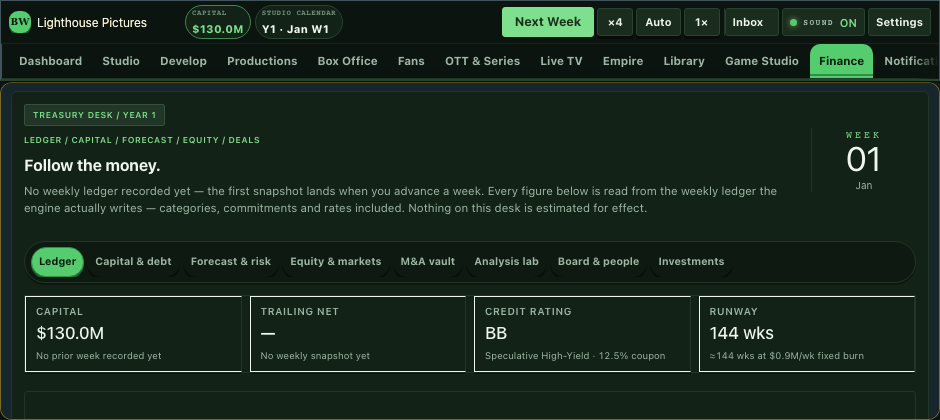 BW Lighthouse Pictures
CAPITAL
$130.0M
STUDIO CALENDAR
Y1 · Jan W1
Next Week
×4
Auto
1×
Inbox
SOUND ON
Settings
Dashboard Studio Develop Productions Box Office Fans OTT & Series Live TV Empire Library Game Studio Finance Notificati
TREASURY DESK / YEAR 1
LEDGER / CAPITAL / FORECAST / EQUITY / DEALS
Follow the money.
No weekly ledger recorded yet — the first snapshot lands when you advance a week. Every figure below is read from the weekly ledger the
engine actually writes — categories, commitments and rates included. Nothing on this desk is estimated for effect.
WEEK
01
Jan
Ledger Capital & debt Forecast & risk Equity & markets M&A vault Analysis lab Board & people Investments
CAPITAL
$130.0M
No prior week recorded yet
TRAILING NET
—
No weekly snapshot yet
CREDIT RATING
BB
Speculative High-Yield · 12.5% coupon
RUNWAY
144 wks
≈144 wks at $0.9M/wk fixed burn